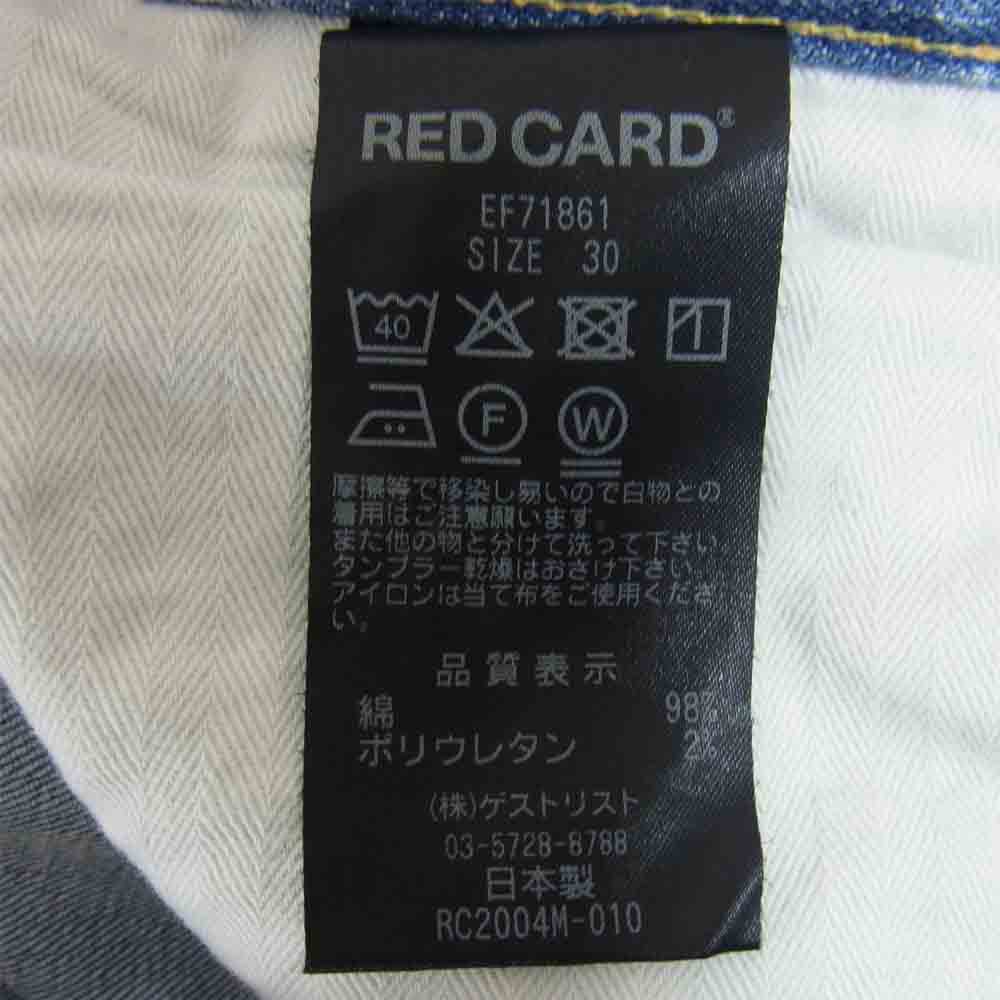 RED CARD®
EF71861
SIZE 30
40
F W
摩擦等で移染し易いので白物との
着用はご注意願います。
また他の物と分けて洗って下さい。
タンブラー乾燥はおさけ下さい。
アイロンは当て布をご使用くださ
い。
品質表示
綿 98%
ポリウレタン 2%
(株)ゲストリスト
03-5728-8788
日本製
RC2004M-010